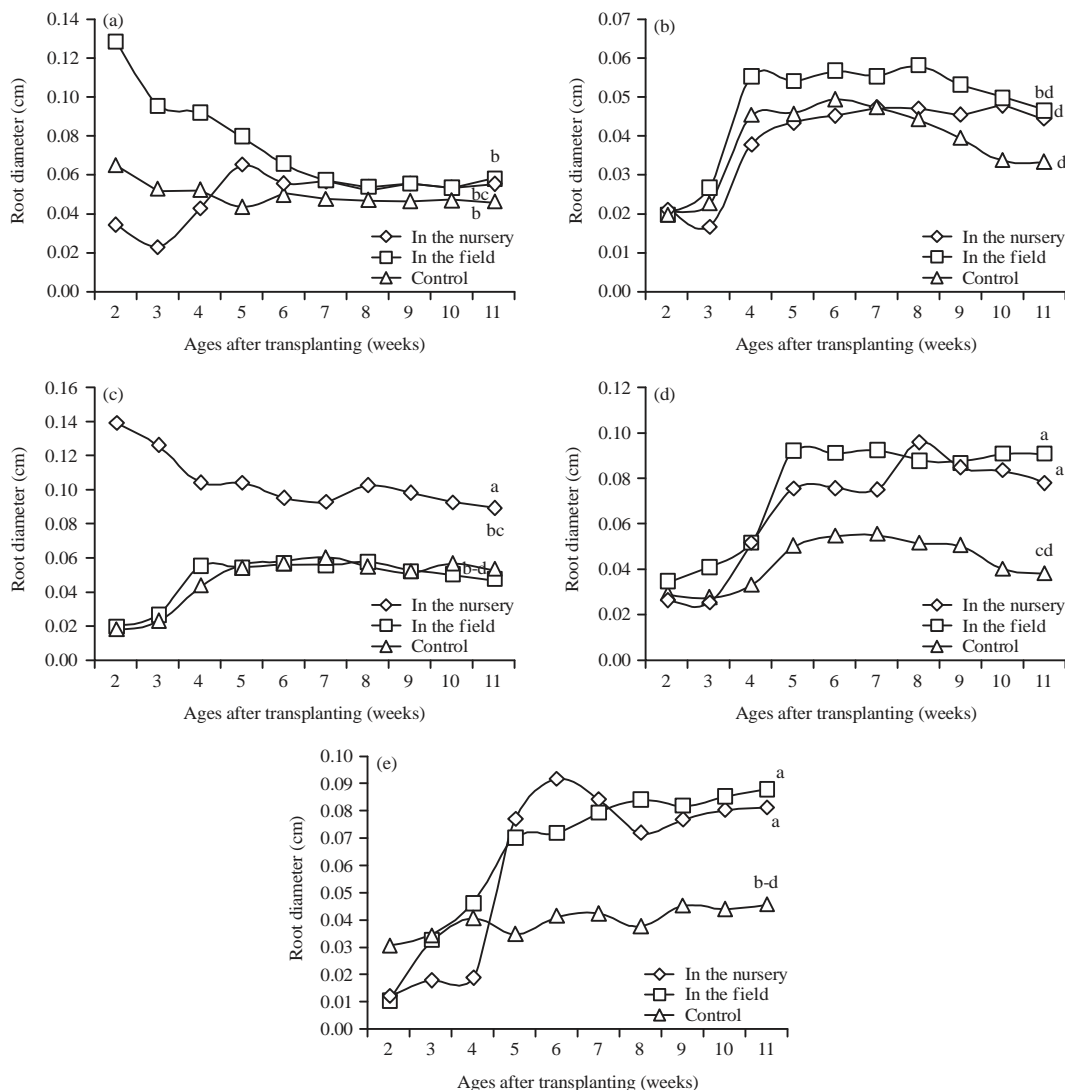 (a)
Root diameter (cm)
0.14
0.12
0.10
0.08
0.06
0.04
0.02
0.00
b
bc
b
In the nursery
In the field
Control
2 3 4 5 6 7 8 9 10 11
Ages after transplanting (weeks)
(b)
Root diameter (cm)
0.07
0.06
0.05
0.04
0.03
0.02
0.01
0.00
bd
d
d
In the nursery
In the field
Control
2 3 4 5 6 7 8 9 10 11
Ages after transplanting (weeks)
(c)
Root diameter (cm)
0.16
0.14
0.12
0.10
0.08
0.06
0.04
0.02
0.00
a
bc
b-d
In the nursery
In the field
Control
2 3 4 5 6 7 8 9 10 11
Ages after transplanting (weeks)
(d)
Root diameter (cm)
0.12
0.10
0.08
0.06
0.04
0.02
0.00
a
a
cd
In the nursery
In the field
Control
2 3 4 5 6 7 8 9 10 11
Ages after transplanting (weeks)
(e)
Root diameter (cm)
0.10
0.09
0.08
0.07
0.06
0.05
0.04
0.03
0.02
0.01
0.00
a
a
b-d
In the nursery
In the field
Control
2 3 4 5 6 7 8 9 10 11
Ages after transplanting (weeks)